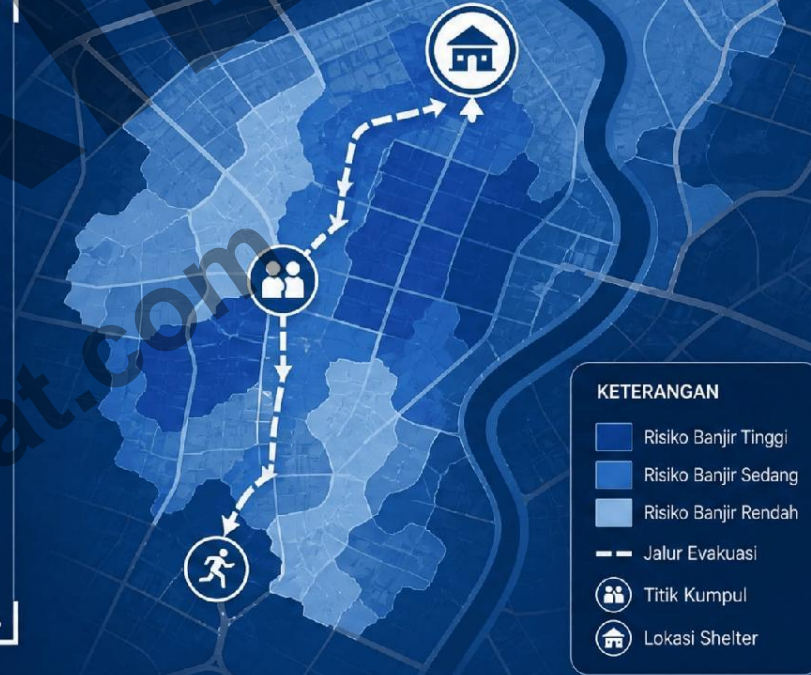 at.com
KETERANGAN
Risiko Banjir Tinggi
Risiko Banjir Sedang
Risiko Banjir Rendah
Jalur Evakuasi
Titik Kumpul
Lokasi Shelter